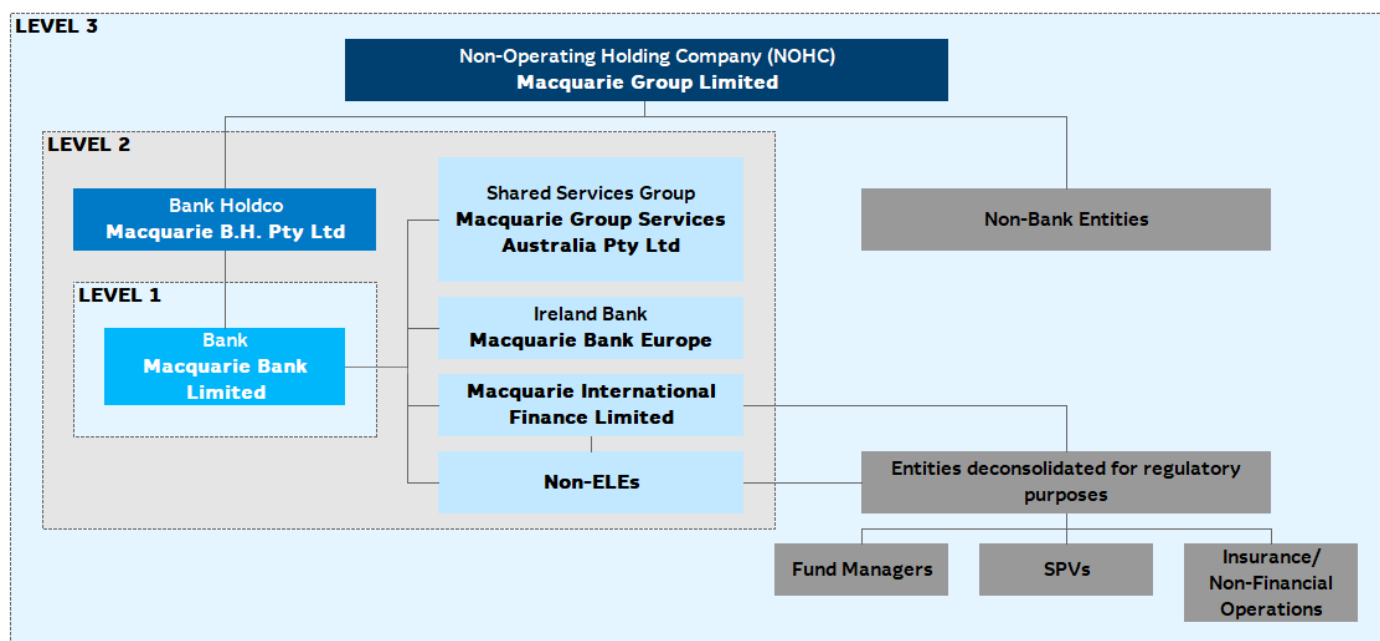 LEVEL 3
Non-Operating Holding Company (NOHC)
Macquarie Group Limited
LEVEL 2
Bank Holdco
Macquarie B.H. Pty Ltd
Shared Services Group
Macquarie Group Services
Australia Pty Ltd
Non-Bank Entities
LEVEL 1
Bank
Macquarie Bank
Limited
Ireland Bank
Macquarie Bank Europe
Macquarie International
Finance Limited
Non-ELEs
Entities deconsolidated for regulatory
purposes
Fund Managers
SPVs
Insurance/
Non-Financial
Operations